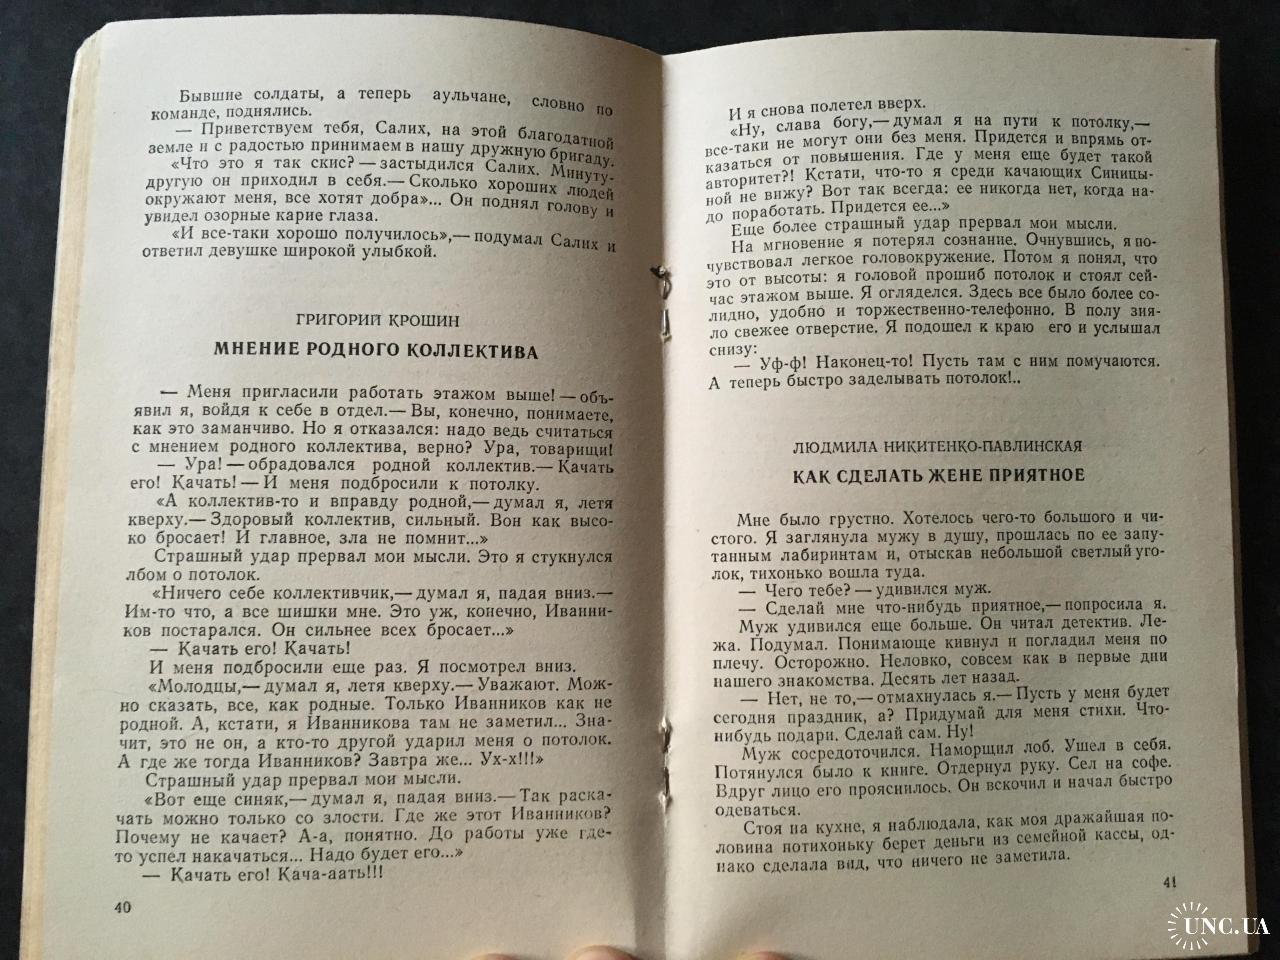 Бывшие солдаты, а теперь аульчане, словно по
команде, поднялись.
— Приветствуем тебя, Салих, на этой благодатной
земле и с радостью принимаем в нашу дружную бригаду.
«Что это я так скис? — застыдился Салих. Минуту-
другую он приходил в себя.— Сколько хороших людей
окружают меня, все хотят добра»... Он поднял голову и
увидел озорные карие глаза.
«И все-таки хорошо получилось»,— подумал Салих и
ответил девушке широкой улыбкой.
ГРИГОРИЙ КРОШИН
МНЕНИЕ РОДНОГО КОЛЛЕКТИВА
— Меня пригласили работать этажом выше! — объ-
явил я, войдя к себе в отдел.— Вы, конечно, понимаете,
как это заманчиво. Но я отказался: надо ведь считаться
с мнением родного коллектива, верно? Ура, товарищи!
— Ура! — обрадовался родной коллектив.— Качать
его! Качать! — И меня подбросили к потолку.
«А коллектив-то и вправду родной,— думал я, летя
кверху.— Здоровый коллектив, сильный. Вон как высо-
ко бросает! И главное, зла не помнит...»
Страшный удар прервал мои мысли. Это я стукнулся
лбом о потолок.
«Ничего себе коллективчик,— думал я, падая вниз.—
Им-то что, а все шишки мне. Это уж, конечно, Иванни-
ков постарался. Он сильнее всех бросает...»
— Качать его! Качать!
И меня подбросили еще раз. Я посмотрел вниз.
«Молодцы,— думал я, летя кверху.— Уважают. Мож-
но сказать, все, как родные. Только Иванников как не
родной. А, кстати, я Иванникова там не заметил... Зна-
чит, это не он, а кто-то другой ударил меня о потолок.
А где же тогда Иванников? Завтра же... Ух-х!!!»
Страшный удар прервал мои мысли.
«Вот еще синяк,— думал я, падая вниз.— Так раска-
чать можно только со злости. Где же этот Иванников?
Почему не качает? А-а, понятно. До работы уже где-
то успел накачаться... Надо будет его...»
— Качать его! Кача-аать!!!
40
И я снова полетел вверх.
«Ну, слава богу,— думал я на пути к потолку,—
все-таки не могут они без меня. Придется и впрямь от-
казаться от повышения. Где у меня еще будет такой
авторитет?! Кстати, что-то я среди качающих Синицы-
ной не вижу? Вот так всегда: ее никогда нет, когда на-
до поработать. Придется ее...»
Еще более страшный удар прервал мои мысли.
На мгновение я потерял сознание. Очнувшись, я по-
чувствовал легкое головокружение. Потом я понял, что
это от высоты: я головой прошиб потолок и стоял сей-
час этажом выше. Я огляделся. Здесь все было более со-
лидно, удобно и торжественно-телефонно. В полу зия-
ло свежее отверстие. Я подошел к краю его и услышал
снизу:
— Уф-ф! Наконец-то! Пусть там с ним помучаются.
А теперь быстро заделывать потолок!..
ЛЮДМИЛА НИКИТЕНКО-ПАВЛИНСКАЯ
КАК СДЕЛАТЬ ЖЕНЕ ПРИЯТНОЕ
Мне было грустно. Хотелось чего-то большого и чи-
стого. Я заглянула мужу в душу, прошлась по ее запу-
танным лабиринтам и, отыскав небольшой светлый уго-
лок, тихонько вошла туда.
— Чего тебе? — удивился муж.
— Сделай мне что-нибудь приятное,— попросила я.
Муж удивился еще больше. Он читал детектив. Ле-
жа. Подумал. Понимающе кивнул и погладил меня по
плечу. Осторожно. Неловко, совсем как в первые дни
нашего знакомства. Десять лет назад.
— Нет, не то,— отмахнулась я.— Пусть у меня будет
сегодня праздник, а? Придумай для меня стихи. Что-
нибудь подари. Сделай сам. Ну!
Муж сосредоточился. Наморщил лоб. Ушел в себя.
Потянулся было к книге. Отдернул руку. Сел на софе.
Вдруг лицо его прояснилось. Он вскочил и начал быстро
одеваться.
Стоя на кухне, я наблюдала, как моя дражайшая по-
ловина потихоньку берет деньги из семейной кассы, од-
нако сделала вид, что ничего не заметила.
41
UNC.UA